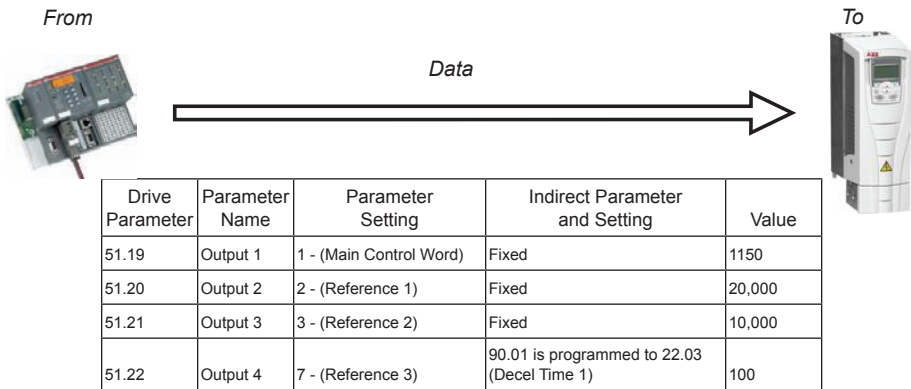 From
To
Data
ABB
Drive Parameter
Parameter Name
Parameter Setting
Indirect Parameter and Setting
Value
51.19 Output 1 1 - (Main Control Word) Fixed 1150
51.20 Output 2 2 - (Reference 1) Fixed 20,000
51.21 Output 3 3 - (Reference 2) Fixed 10,000
51.22 Output 4 7 - (Reference 3) 90.01 is programmed to 22.03 (Decel Time 1) 100